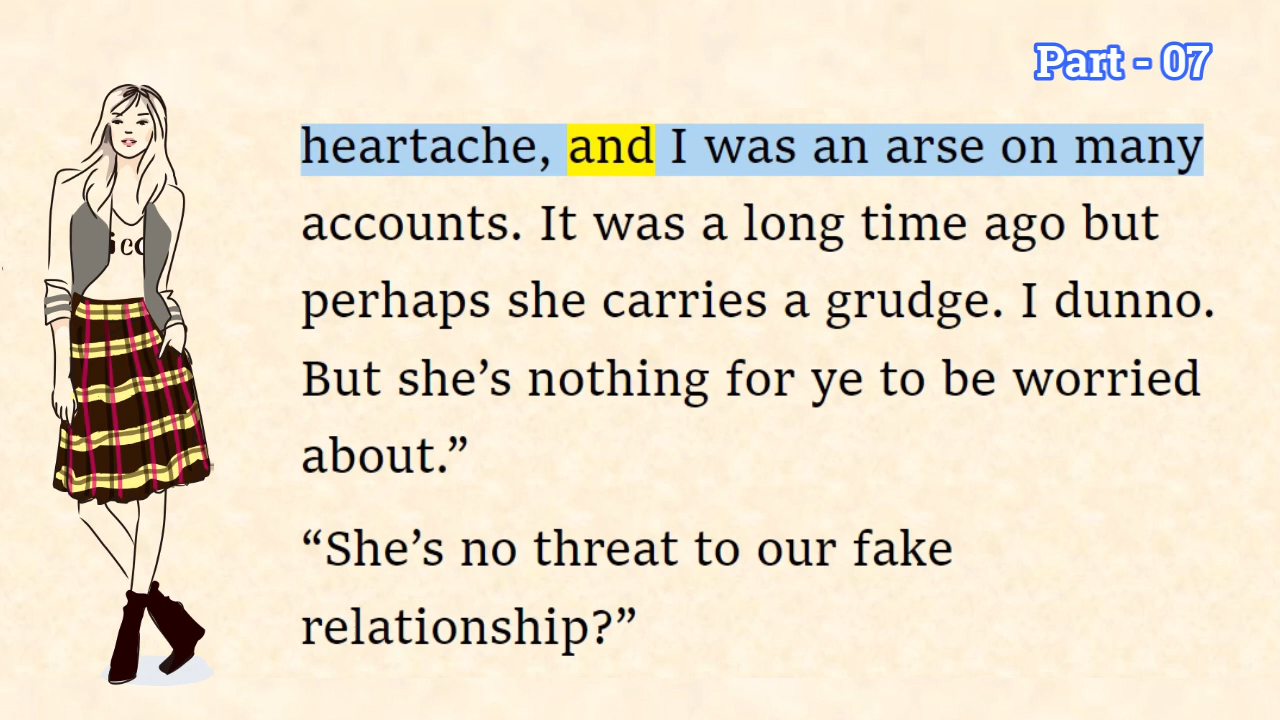 Part - 07
heartache, and I was an arse on many
accounts. It was a long time ago but
perhaps she carries a grudge. I dunno.
But she’s nothing for ye to be worried
about.”
“She’s no threat to our fake
relationship?”